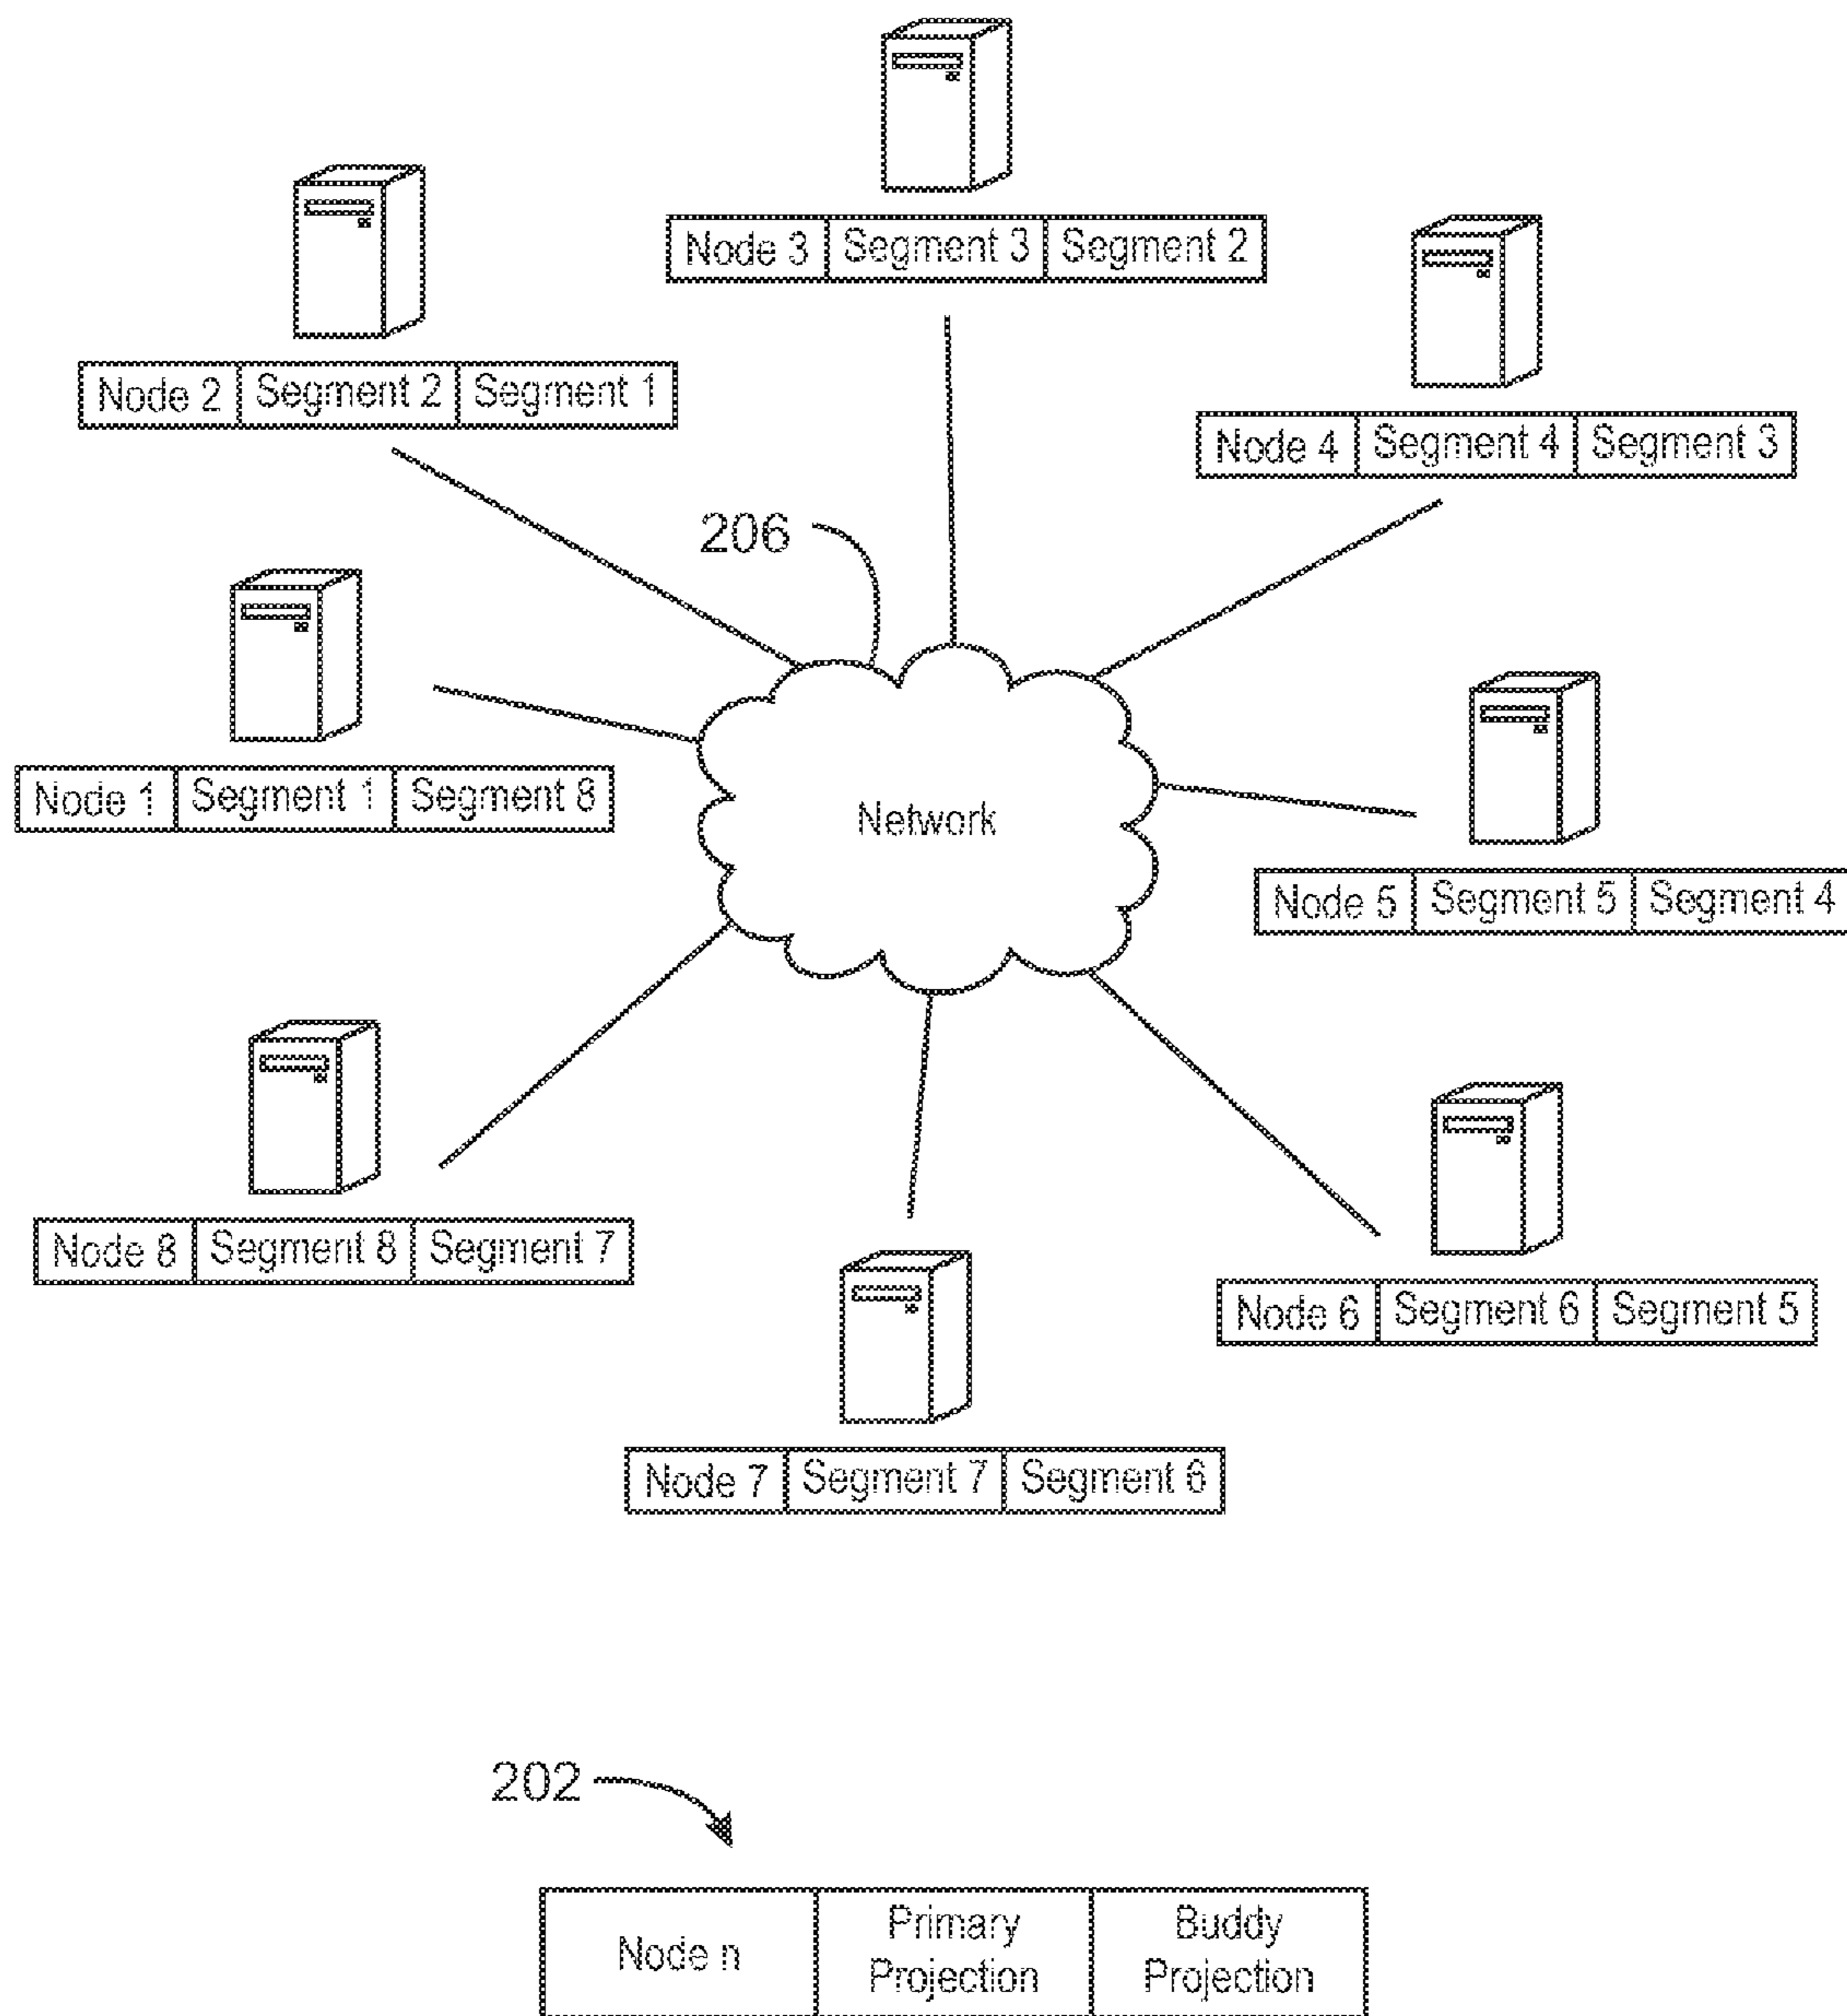 Node 3 Segment 3 Segment 2
Node 2 Segment 2 Segment 1
Node 4 Segment 4 Segment 3
206
Node 1 Segment 1 Segment 8
Network
Node 5 Segment 5 Segment 4
Node 8 Segment 8 Segment 7
Node 6 Segment 6 Segment 5
Node 7 Segment 7 Segment 6
202
Node n
Primary
Projection
Buddy
Projection